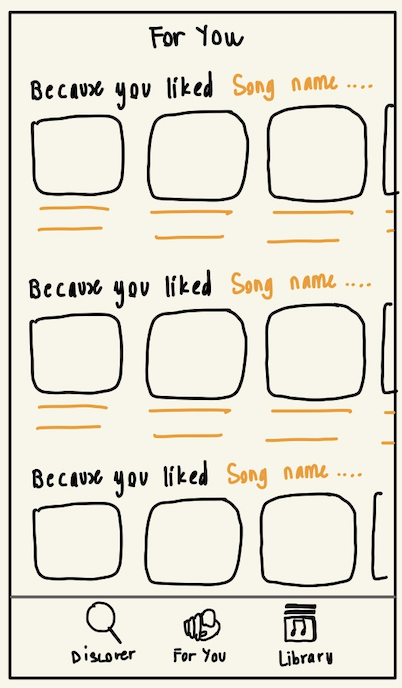 For You
Because you liked Song name ....
Because you liked Song name ....
Because you liked Song name ....
Discover For You Library